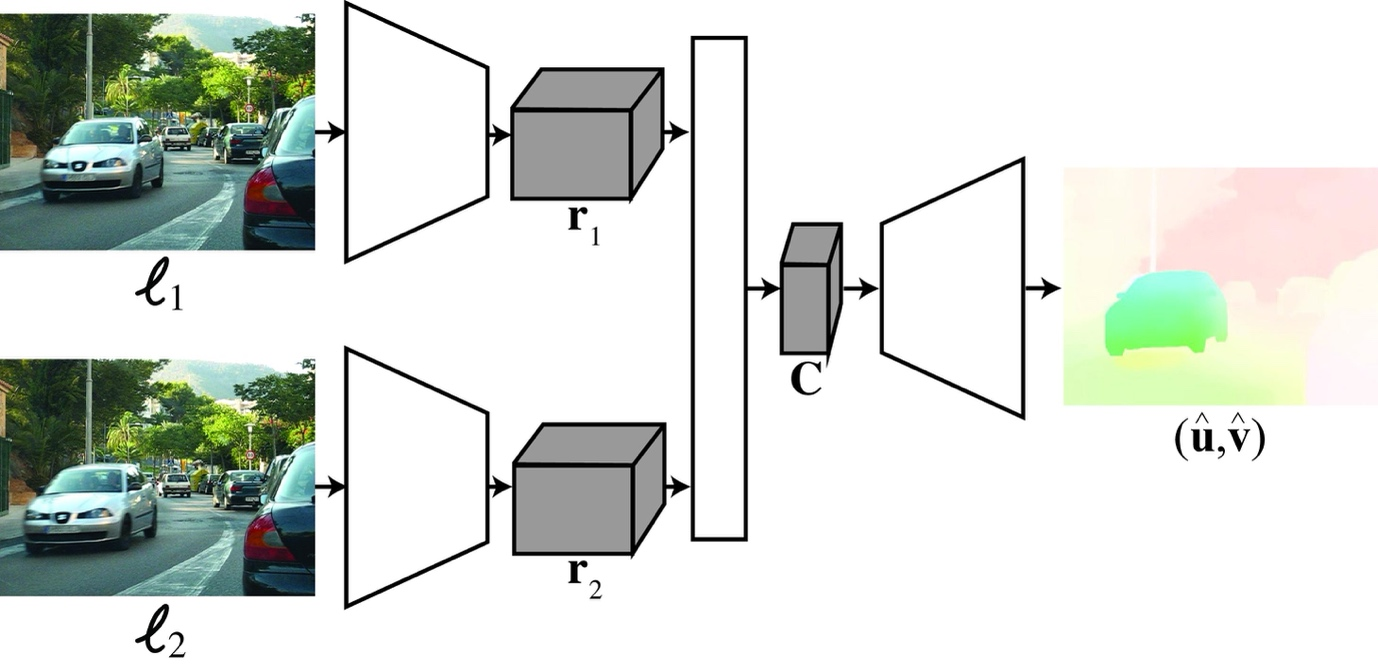 ℓ₁
r₁
ℓ₂
r₂
C
(û,v̂)